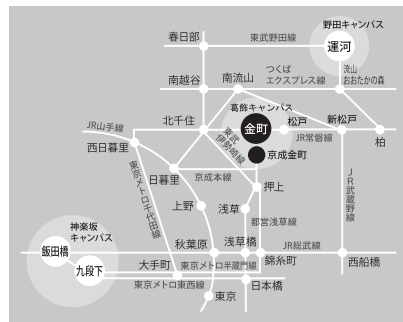 野田キャンパス
春日部
東武野田線
運河
つくば
エクスプレス線
流山
おおたかの森
南越谷
南流山
葛飾キャンパス
北千住
金町
松戸
新松戸
JR常磐線
柏
JR山手線
西日暮里
東武
伊勢崎線
京成金町
日暮里
京成本線
押上
東京メトロ千代田線
JR武蔵野線
上野
浅草
都営浅草線
神楽坂
キャンパス
飯田橋
九段下
秋葉原
浅草橋
JR総武線
錦糸町
西船橋
大手町
東京メトロ半蔵門線
東京メトロ東西線
日本橋
東京